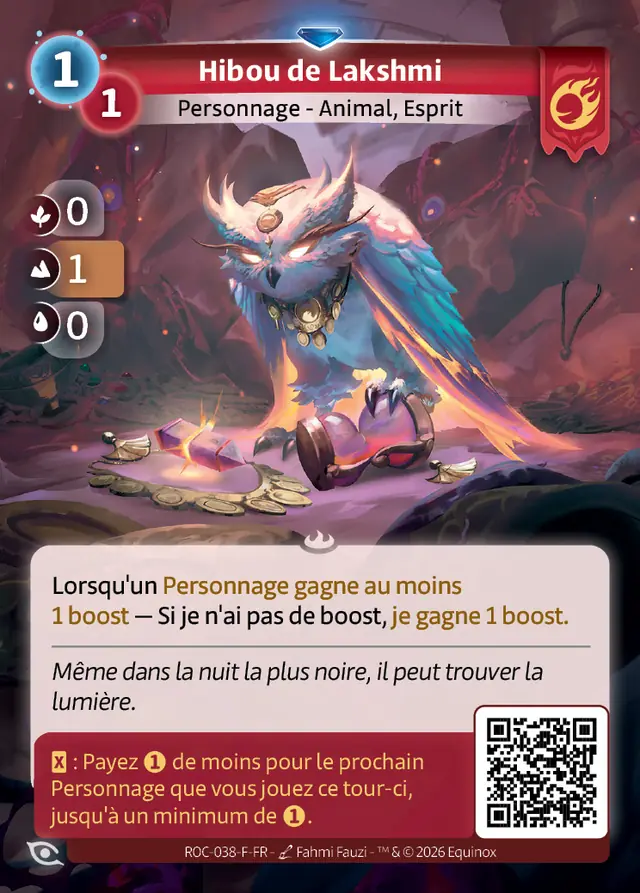 1
Hibou de Lakshmi
1
Personnage - Animal, Esprit
0
1
0
Lorsqu'un Personnage gagne au moins
1 boost — Si je n'ai pas de boost, je gagne 1 boost.
Même dans la nuit la plus noire, il peut trouver la
lumière.
X : Payez 1 de moins pour le prochain
Personnage que vous jouez ce tour-ci,
jusqu'à un minimum de 1.
ROC-038-F-FR - Fahmi Fauzi - ™ & © 2026 Equinox